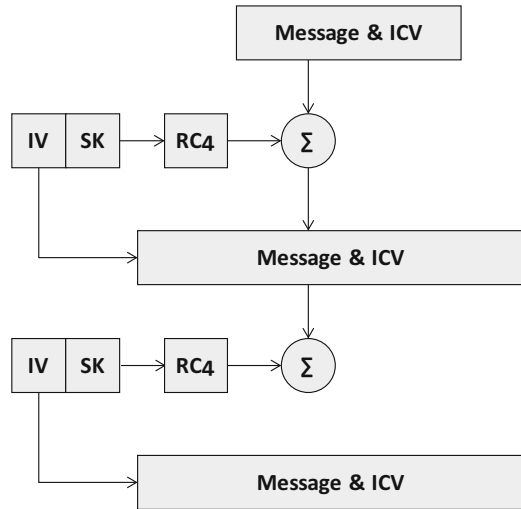 Message & ICV
IV SK RC4 Σ
Message & ICV
IV SK RC4 Σ
Message & ICV